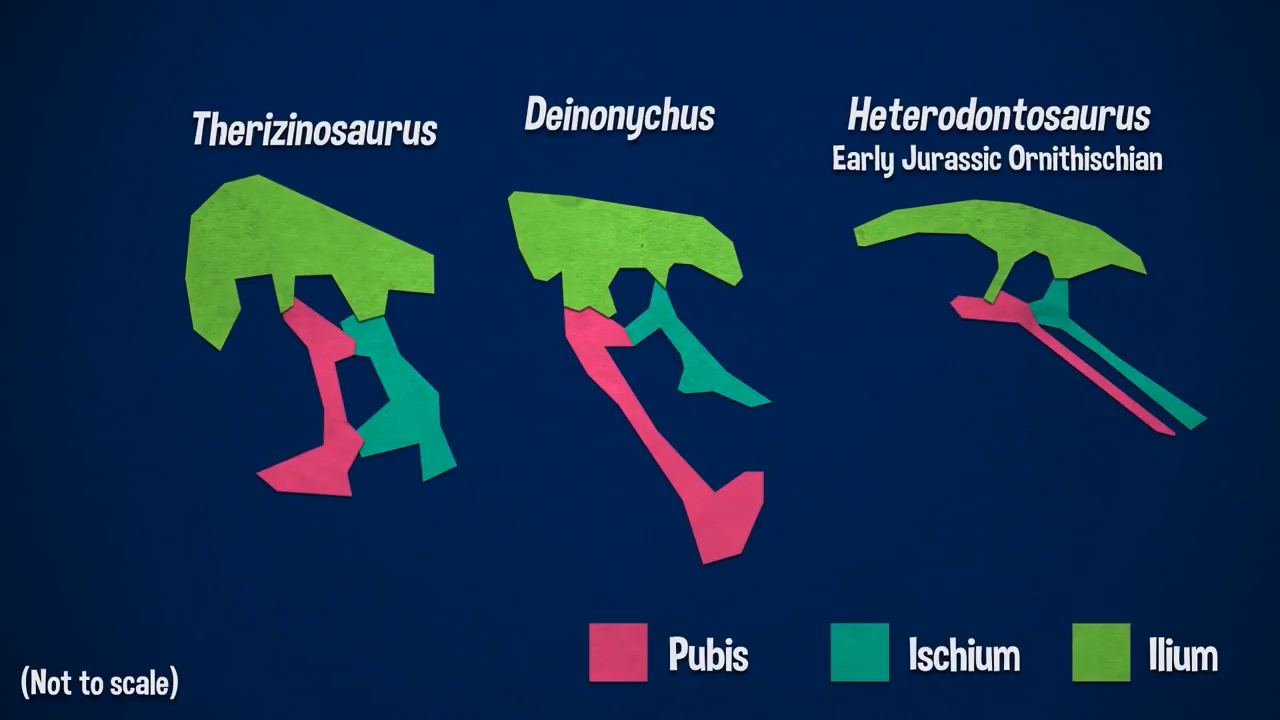 Therizinosaurus
Deinonychus
Heterodontosaurus
Early Jurassic Ornithischian
Pubis
Ischium
Ilium
(Not to scale)